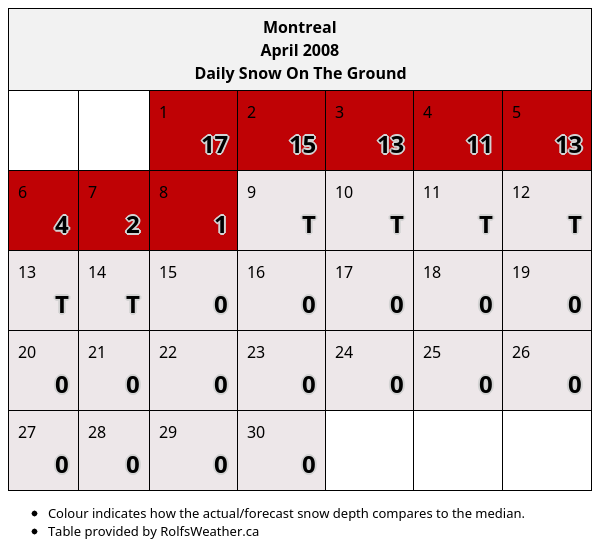 Montreal
April 2008
Daily Snow On The Ground
1 2 3 4 5
17 15 13 11 13
6 7 8 9 10 11 12
4 2 1 T T T T
13 14 15 16 17 18 19
T T 0 0 0 0 0
20 21 22 23 24 25 26
0 0 0 0 0 0 0
27 28 29 30
0 0 0 0
• Colour indicates how the actual/forecast snow depth compares to the median.
• Table provided by RolfsWeather.ca